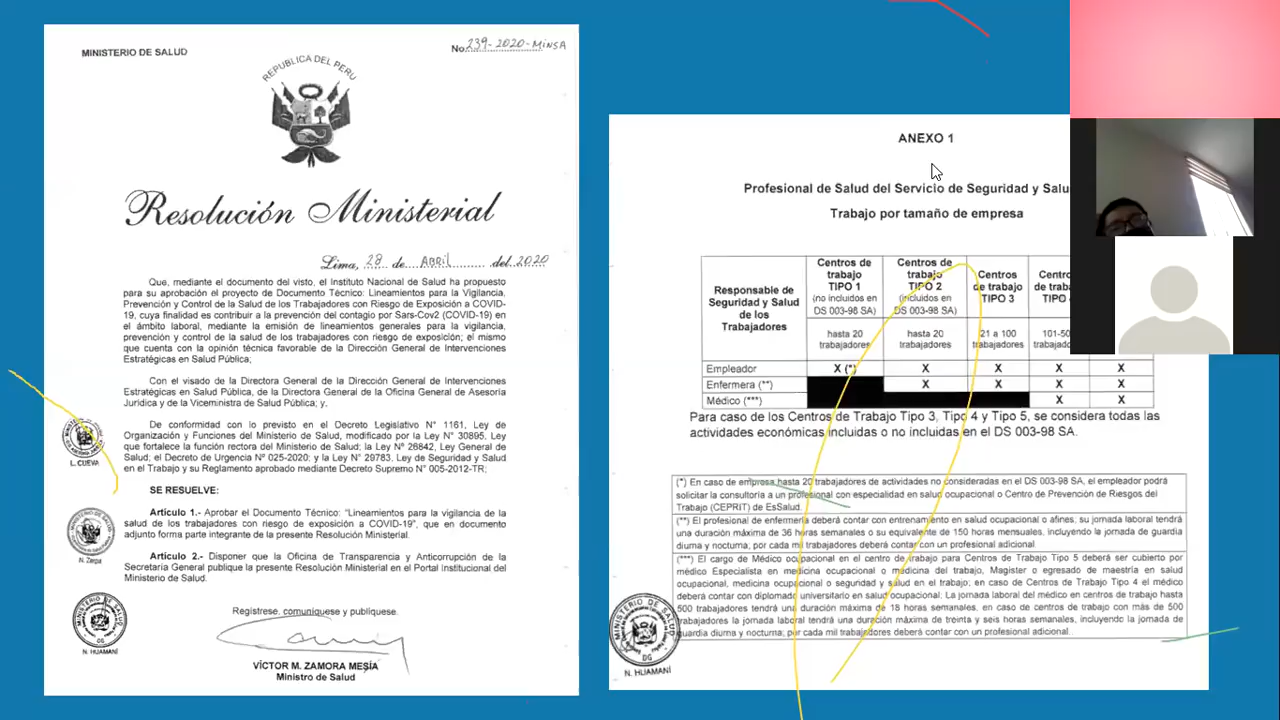 MINISTERIO DE SALUD
No. 239-2020-MINSA
REPUBLICA DEL PERU
Resolución Ministerial
Lima, 28 de ABRIL del 2020
Que, mediante el documento del visto, el Instituto Nacional de Salud ha propuesto
para su aprobación el proyecto de Documento Técnico: Lineamientos para la Vigilancia,
Prevención y Control de la Salud de los Trabajadores con Riesgo de Exposición a COVID-
19, cuya finalidad es contribuir a la prevención del contagio por Sars-Cov2 (COVID-19) en
el ámbito laboral, mediante la emisión de lineamientos generales para la vigilancia,
prevención y control de la salud de los trabajadores con riesgo de exposición; el mismo
que cuenta con la opinión técnica favorable de la Dirección General de Intervenciones
Estratégicas en Salud Pública;
Con el visado de la Directora General de la Dirección General de Intervenciones
Estratégicas en Salud Pública, de la Directora General de la Oficina General de Asesoría
Jurídica y de la Viceministra de Salud Pública; y,
De conformidad con lo previsto en el Decreto Legislativo N° 1161, Ley de
Organización y Funciones del Ministerio de Salud, modificado por la Ley N° 30895, Ley
que fortalece la función rectora del Ministerio de Salud; la Ley Nº 26842, Ley General de
Salud; el Decreto de Urgencia Nº 025-2020; y la Ley N° 29783, Ley de Seguridad y Salud
en el Trabajo y su Reglamento aprobado mediante Decreto Supremo N° 005-2012-TR;
L. CUEVA
SE RESUELVE:
Artículo 1.- Aprobar el Documento Técnico: "Lineamientos para la vigilancia de la
salud de los trabajadores con riesgo de exposición a COVID-19", que en documento
adjunto forma parte integrante de la presente Resolución Ministerial.
N. Zerpa
Artículo 2.- Disponer que la Oficina de Transparencia y Anticorrupción de la
Secretaría General publique la presente Resolución Ministerial en el Portal Institucional del
Ministerio de Salud.
Regístrese, comuníquese y publíquese.
N. HUAMANÍ
VÍCTOR M. ZAMORA MESÍA
Ministro de Salud
ANEXO 1
Profesional de Salud del Servicio de Seguridad y
Trabajo por tamaño de empresa
Responsable de
Seguridad y Salud
de los
Trabajadores
Centros de
trabajo
TIPO 1
(no incluidos en
DS 003-98 SA)
hasta 20
trabajadores
Centros de
trabajo
TIPO 2
(incluidos en
DS 003-98 SA)
hasta 20
trabajadores
Centros
de trabajo
TIPO 3
21 a 100
trabajadores
Empleador X (*) X X X X
Enfermera (**) X X X X
Médico (***) X X
Para caso de los Centros de Trabajo Tipo 3, Tipo 4 y Tipo 5, se considera todas las
actividades económicas incluidas o no incluidas en el DS 003-98 SA.
(*) En caso de empresa hasta 20 trabajadores de actividades no consideradas en el DS 003-98 SA, el empleador podrá
solicitar la consultoría a un profesional con especialidad en salud ocupacional o Centro de Prevención de Riesgos del
Trabajo (CEPRIT) de EsSalud.
(**) El profesional de enfermería deberá contar con entrenamiento en salud ocupacional o afines; su jornada laboral tendrá
una duración máxima de 36 horas semanales o su equivalente de 150 horas mensuales, incluyendo la jornada de guardia
diurna y nocturna; por cada mil trabajadores deberá contar con un profesional adicional.
(***) El cargo de Médico ocupacional en el centro de trabajo para Centros de Trabajo Tipo 5 deberá ser cubierto por
médico Especialista en medicina ocupacional o medicina del trabajo, Magister o egresado de maestría en salud
ocupacional, medicina ocupacional o seguridad y salud en el trabajo; en caso de Centros de Trabajo Tipo 4 el médico
deberá contar con diplomado universitario en salud ocupacional; La jornada laboral del médico en centros de trabajo hasta
500 trabajadores tendrá una duración máxima de 18 horas semanales, en caso de centros de trabajo con más de 500
trabajadores la jornada laboral tendrá una duración máxima de treinta y seis horas semanales, incluyendo la jornada de
guardia diurna y nocturna; por cada mil trabajadores deberá contar con un profesional adicional.
MINISTERIO DE SALUD
DG
N. HUAMANÍ